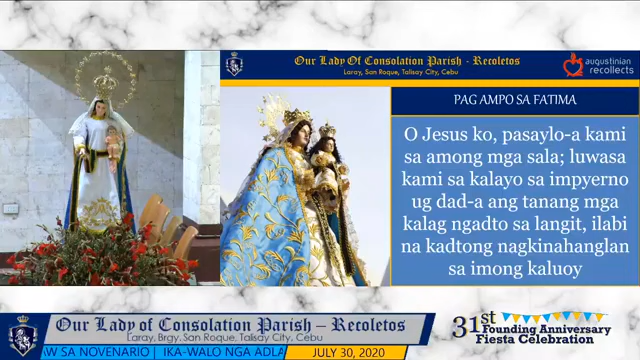 Our Lady Of Consolation Parish - Recoletos
Laray, San Roque, Talisay City, Cebu
augustinian
recollects
PAG AMPO SA FATIMA
O Jesus ko, pasaylo-a kami
sa among mga sala; luwasa
kami sa kalayo sa impyerno
ug dad-a ang tanang mga
kalag ngadto sa langit, ilabi
na kadtong nagkinahanglan
sa imong kaluoy
Our Lady of Consolation Parish – Recoletos
Laray, Brgy. San Roque, Talisay City, Cebu
AW SA NOVENARIO | IKA-WALO NGA ADLA
JULY 30, 2020
31st
Founding Anniversary
Fiesta Celebration